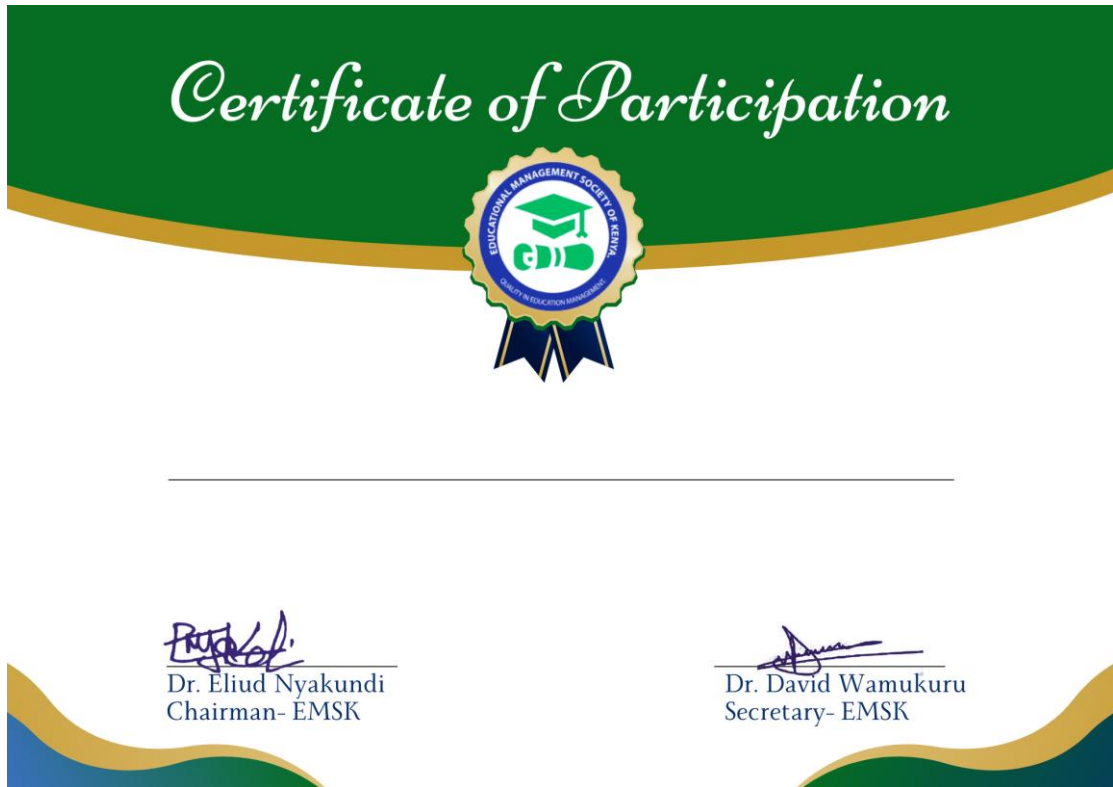 Certificate of Participation
EDUCATIONAL MANAGEMENT SOCIETY OF KENYA.
QUALITY IN EDUCATION MANAGEMENT.
Dr. Eliud Nyakundi
Chairman- EMSK
Dr. David Wamukuru
Secretary- EMSK